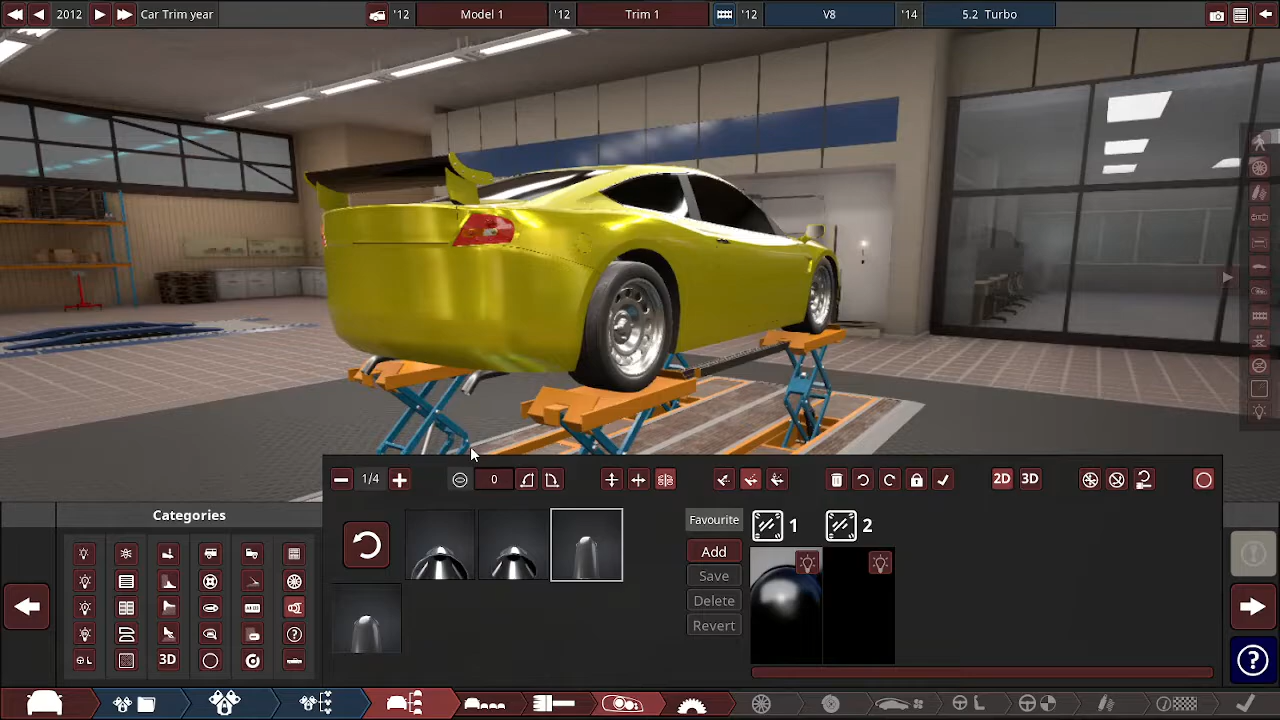 2012 Car Trim year '12 Model 1 '12 Trim 1 '12 V8 '14 5.2 Turbo
1/4 0 2D 3D
Categories
Favourite 1 2
Add
Save
Delete
Revert
3D
?